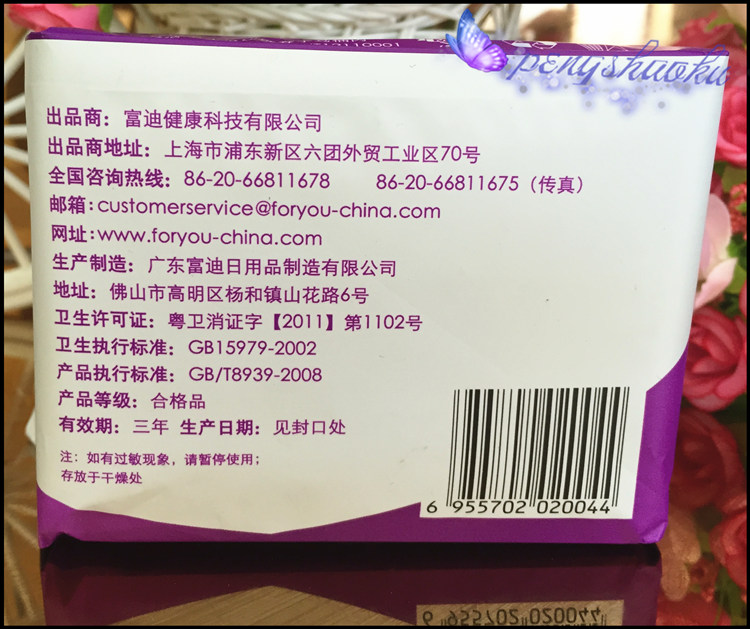 pengshuoku
出品商：富迪健康科技有限公司
出品商地址：上海市浦东新区六团外贸工业区70号
全国咨询热线：86-20-66811678 86-20-66811675（传真）
邮箱：customerservice@foryou-china.com
网址：www.foryou-china.com
生产制造：广东富迪日用品制造有限公司
地址：佛山市高明区杨和镇山花路6号
卫生许可证：粤卫消证字【2011】第1102号
卫生执行标准：GB15979-2002
产品执行标准：GB/T8939-2008
产品等级：合格品
有效期：三年 生产日期：见封口处
注：如有过敏现象，请暂停使用；
存放于干燥处
6 955702 020044